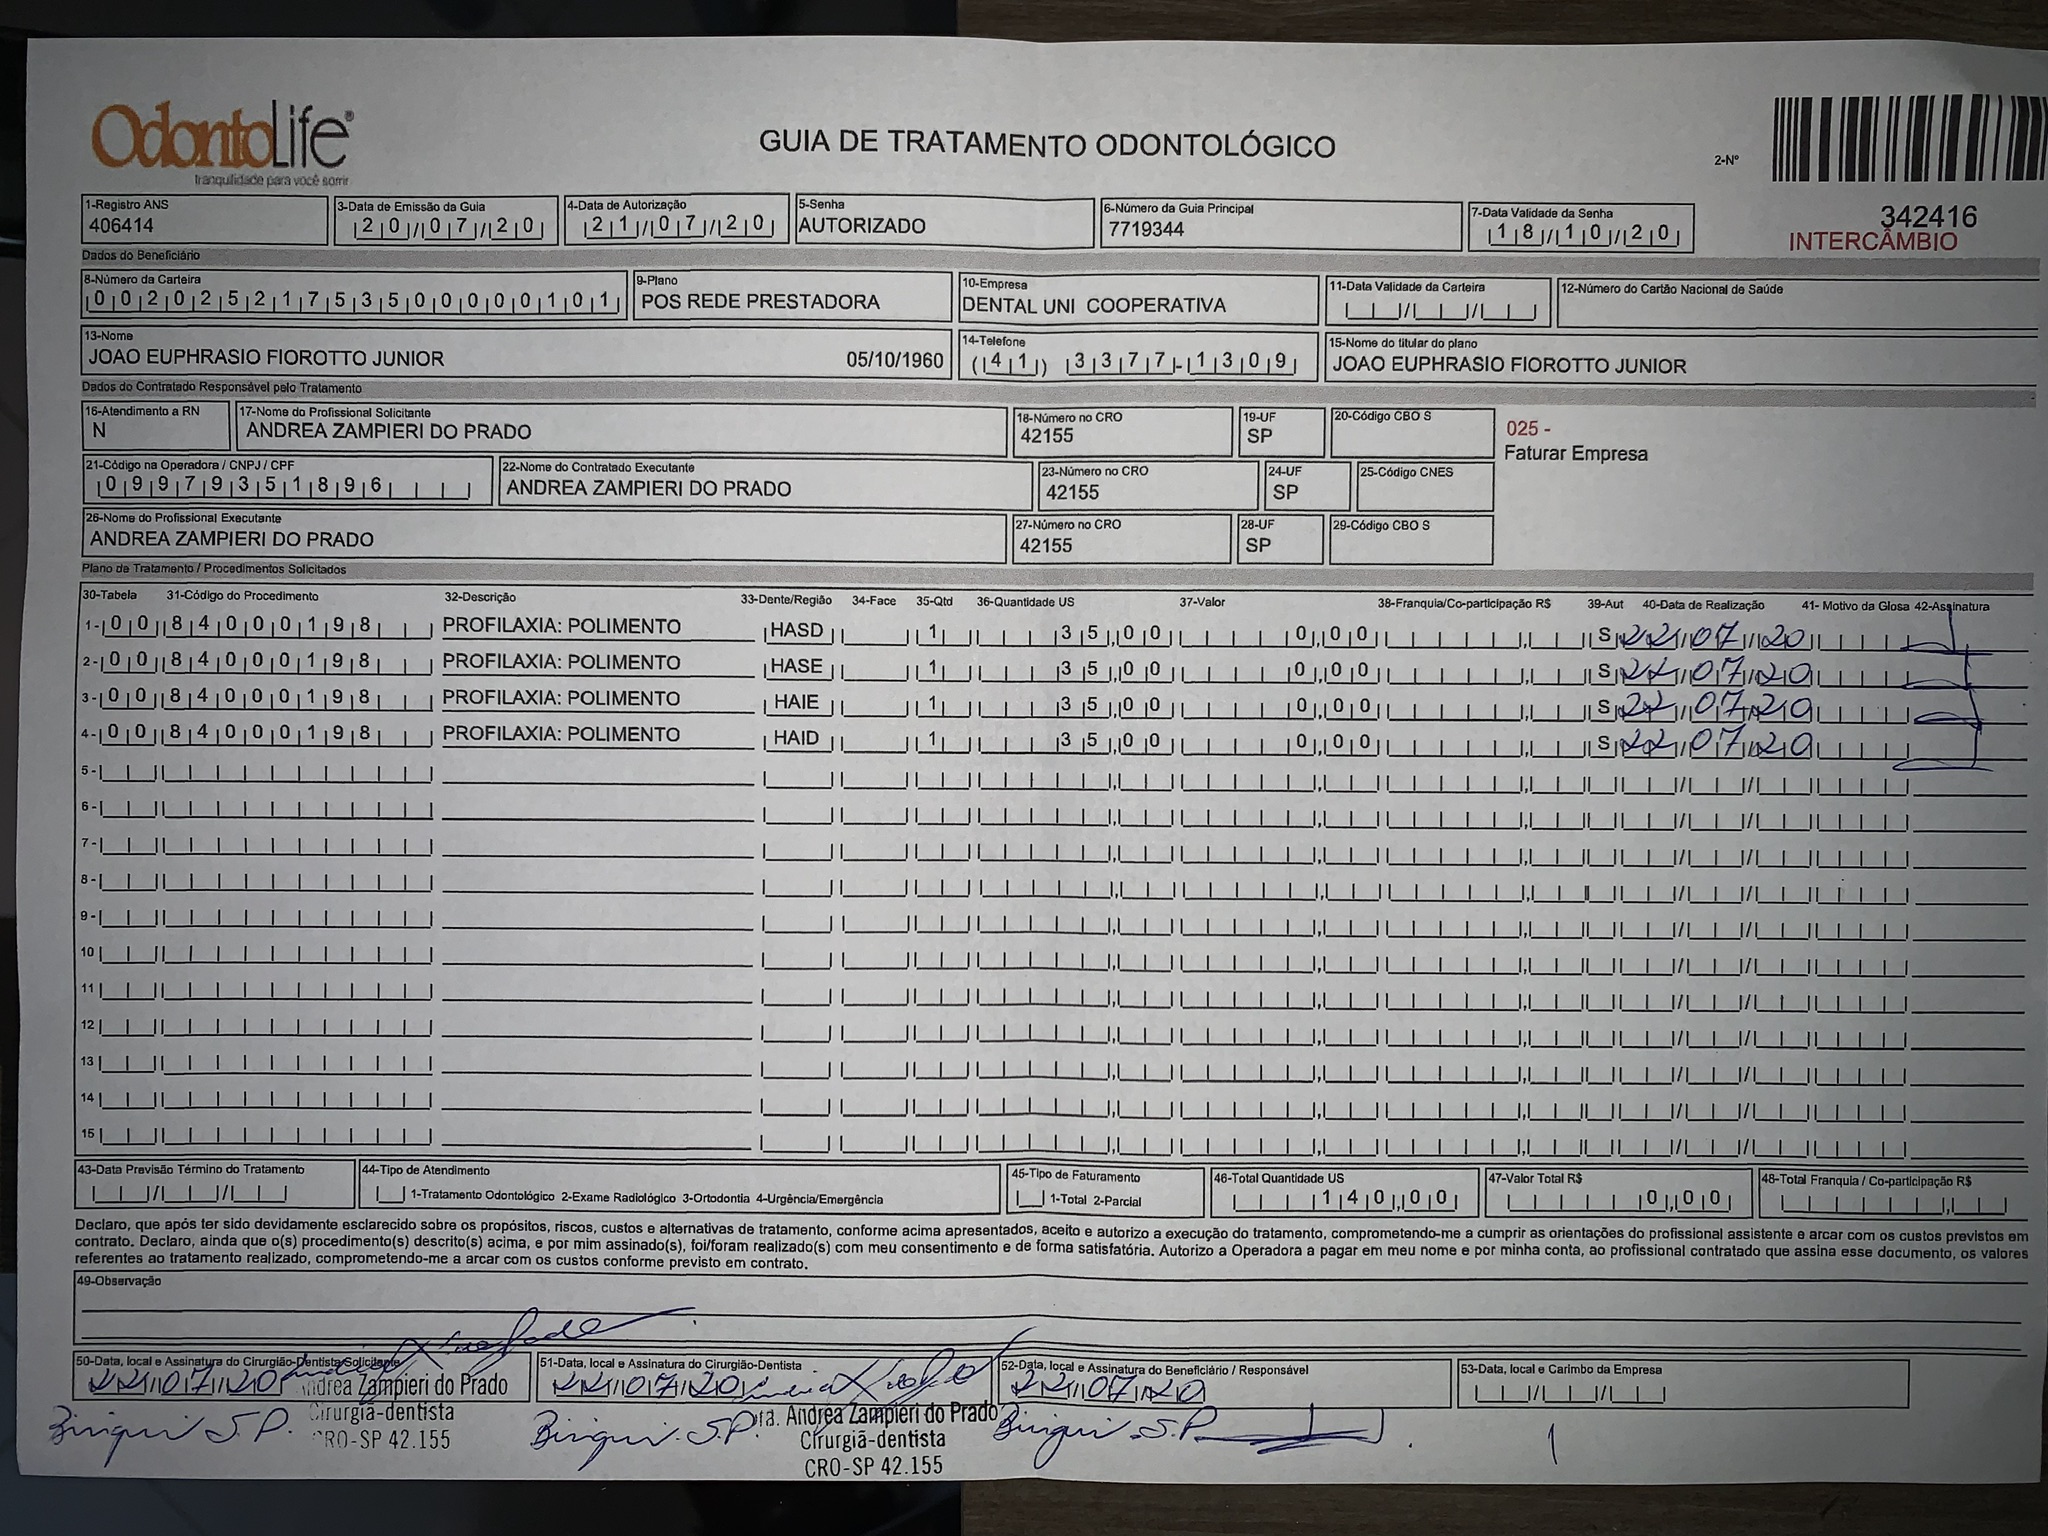 OdontoLife®
tranquilidade para você sorrir
GUIA DE TRATAMENTO ODONTOLÓGICO
2-Nº
342416
INTERCÂMBIO
1-Registro ANS
406414
3-Data de Emissão da Guia
20/07/20
4-Data de Autorização
21/07/20
5-Senha
AUTORIZADO
6-Número da Guia Principal
7719344
7-Data Validade da Senha
18/10/20
Dados do Beneficiário
8-Número da Carteira
00202521753500000101
9-Plano
POS REDE PRESTADORA
10-Empresa
DENTAL UNI COOPERATIVA
11-Data Validade da Carteira
12-Número do Cartão Nacional de Saúde
13-Nome
JOAO EUPHRASIO FIOROTTO JUNIOR 05/10/1960
14-Telefone
(41) 3377-1309
15-Nome do titular do plano
JOAO EUPHRASIO FIOROTTO JUNIOR
Dados do Contratado Responsável pelo Tratamento
16-Atendimento a RN
N
17-Nome do Profissional Solicitante
ANDREA ZAMPIERI DO PRADO
18-Número no CRO
42155
19-UF
SP
20-Código CBO S
025 -
Faturar Empresa
21-Código na Operadora / CNPJ / CPF
09979351896
22-Nome do Contratado Executante
ANDREA ZAMPIERI DO PRADO
23-Número no CRO
42155
24-UF
SP
25-Código CNES
26-Nome do Profissional Executante
ANDREA ZAMPIERI DO PRADO
27-Número no CRO
42155
28-UF
SP
29-Código CBO S
Plano de Tratamento / Procedimentos Solicitados
30-Tabela 31-Código do Procedimento 32-Descrição 33-Dente/Região 34-Face 35-Qtd 36-Quantidade US 37-Valor 38-Franquia/Co-participação R$ 39-Aut 40-Data de Realização 41- Motivo da Glosa 42-Assinatura
1- 00 84000198 PROFILAXIA: POLIMENTO HASD 1 35,00 0,00 S 22/07/20
2- 00 84000198 PROFILAXIA: POLIMENTO HASE 1 35,00 0,00 S 22/07/20
3- 00 84000198 PROFILAXIA: POLIMENTO HAIE 1 35,00 0,00 S 22/07/20
4- 00 84000198 PROFILAXIA: POLIMENTO HAID 1 35,00 0,00 S 22/07/20
5-
6-
7-
8-
9-
10
11
12
13
14
15
43-Data Previsão Término do Tratamento
44-Tipo de Atendimento
1-Tratamento Odontológico 2-Exame Radiológico 3-Ortodontia 4-Urgência/Emergência
45-Tipo de Faturamento
1-Total 2-Parcial
46-Total Quantidade US
140,00
47-Valor Total R$
0,00
48-Total Franquia / Co-participação R$
Declaro, que após ter sido devidamente esclarecido sobre os propósitos, riscos, custos e alternativas de tratamento, conforme acima apresentados, aceito e autorizo a execução do tratamento, comprometendo-me a cumprir as orientações do profissional assistente e arcar com os custos previstos em
contrato. Declaro, ainda que o(s) procedimento(s) descrito(s) acima, e por mim assinado(s), foi/foram realizado(s) com meu consentimento e de forma satisfatória. Autorizo a Operadora a pagar em meu nome e por minha conta, ao profissional contratado que assina esse documento, os valores
referentes ao tratamento realizado, comprometendo-me a arcar com os custos conforme previsto em contrato.
49-Observação
50-Data, local e Assinatura do Cirurgião-Dentista Solicitante
22/07/20
Andrea Zampieri do Prado
Cirurgiã-dentista
CRO-SP 42.155
Birigui S.P.
51-Data, local e Assinatura do Cirurgião-Dentista
22/07/20
Dra. Andréa Zampieri do Prado
Cirurgiã-dentista
CRO-SP 42.155
Birigui. S.P.
52-Data, local e Assinatura do Beneficiário / Responsável
22/07/20
Birigui S.P.
53-Data, local e Carimbo da Empresa